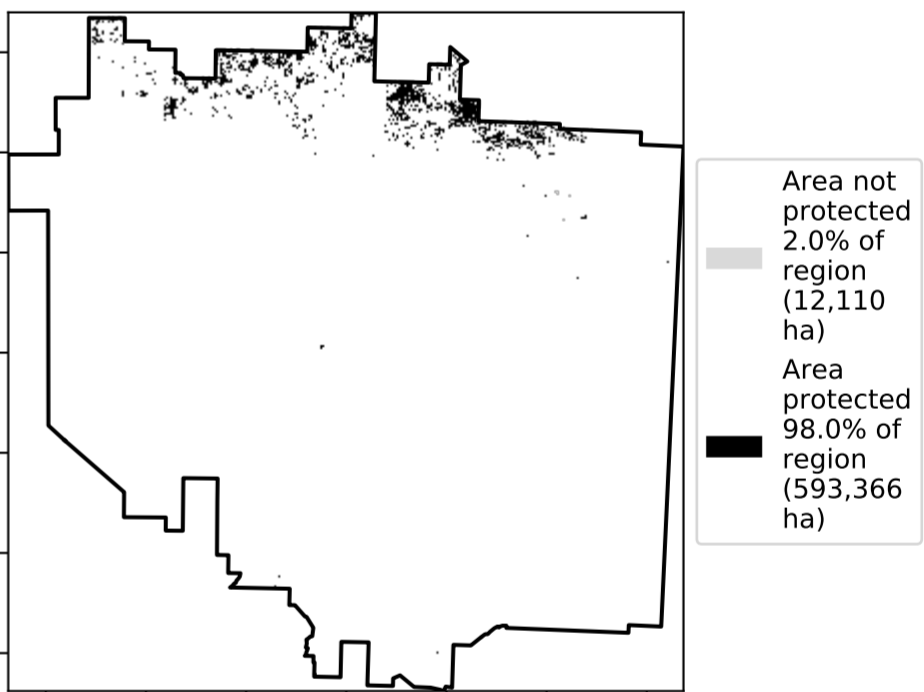 Area not
protected
2.0% of
region
(12,110
ha)
Area
protected
98.0% of
region
(593,366
ha)